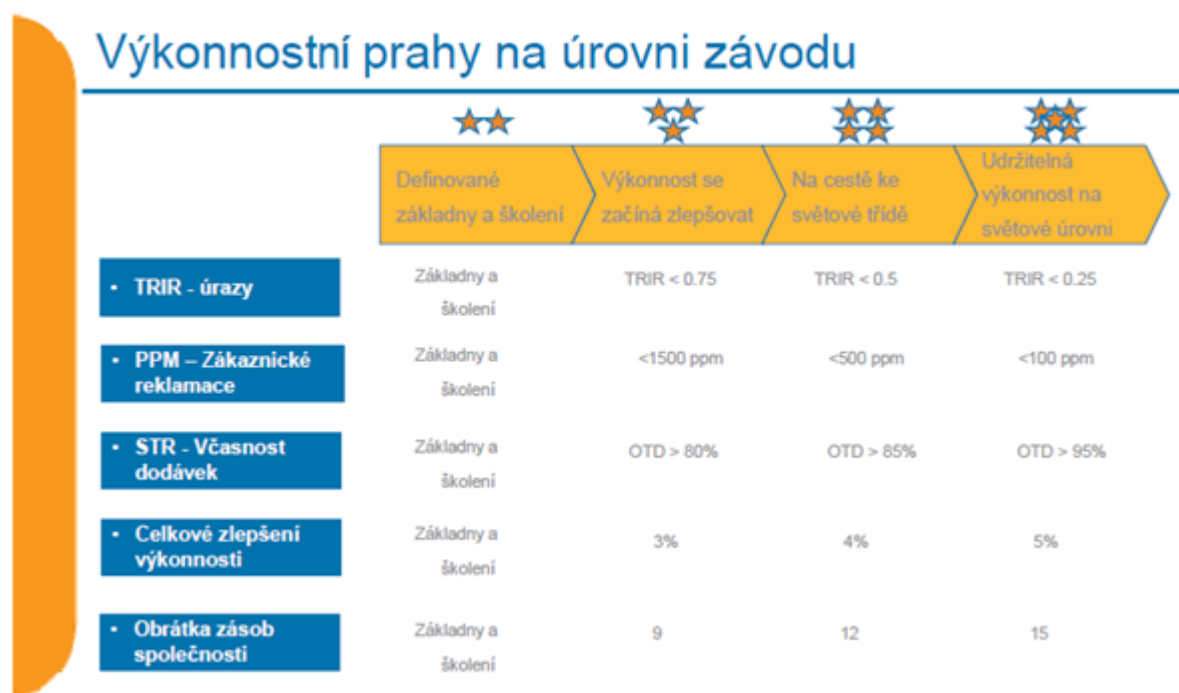 Výkonnostní prahy na úrovni závodu
Definované
základny a školení
Výkonnost se
začíná zlepšovat
Na cestě ke
světové třídě
Udržitelná
výkonnost na
světové úrovni
• TRIR - úrazy
Základny a
školení
TRIR < 0.75
TRIR < 0.5
TRIR < 0.25
• PPM – Zákaznické
reklamace
Základny a
školení
<1500 ppm
<500 ppm
<100 ppm
• STR - Včasnost
dodávek
Základny a
školení
OTD > 80%
OTD > 85%
OTD > 95%
• Celkové zlepšení
výkonnosti
Základny a
školení
3%
4%
5%
• Obrátka zásob
společnosti
Základny a
školení
9
12
15